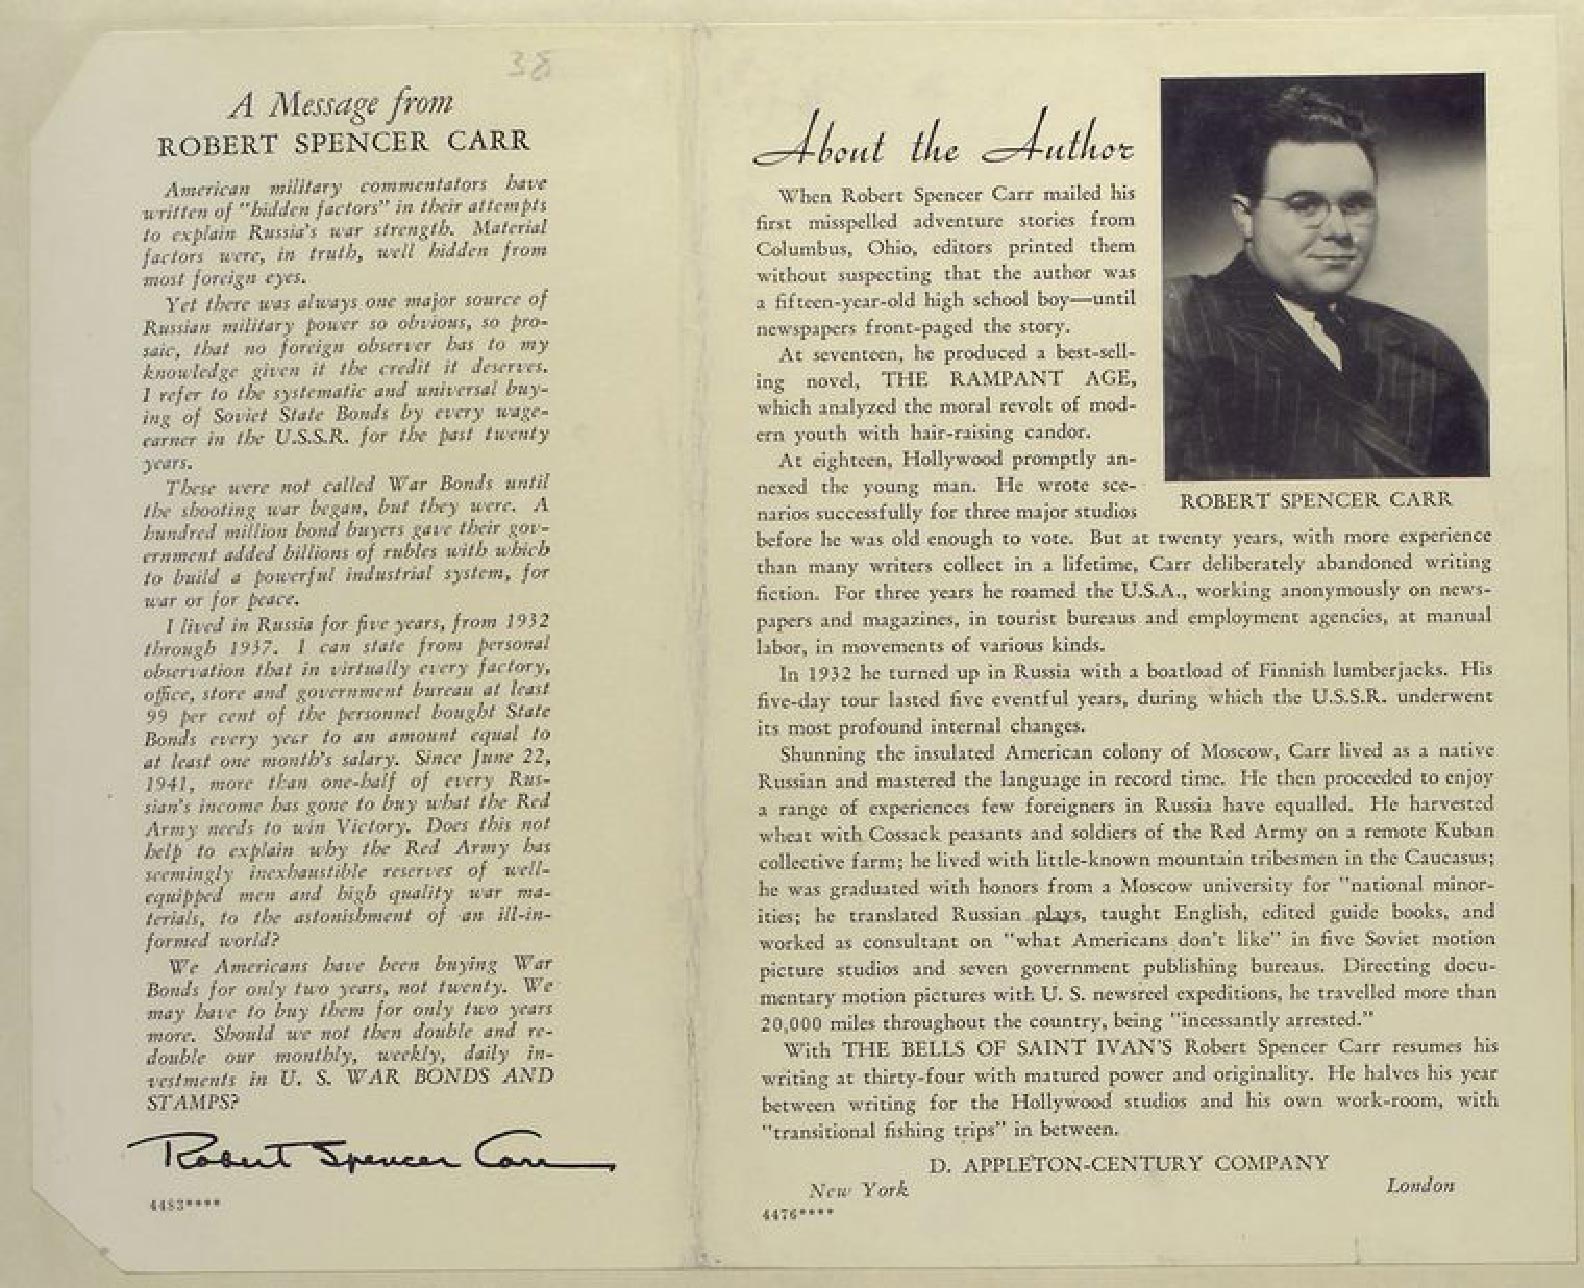 38
A Message from
ROBERT SPENCER CARR
American military commentators have
written of "hidden factors" in their attempts
to explain Russia's war strength. Material
factors were, in truth, well hidden from
most foreign eyes.
Yet there was always one major source of
Russian military power so obvious, so pro-
saic, that no foreign observer has to my
knowledge given it the credit it deserves.
I refer to the systematic and universal buy-
ing of Soviet State Bonds by every wage-
earner in the U.S.S.R. for the past twenty
years.
These were not called War Bonds until
the shooting war began, but they were. A
hundred million bond buyers gave their gov-
ernment added billions of rubles with which
to build a powerful industrial system, for
war or for peace.
I lived in Russia for five years, from 1932
through 1937. I can state from personal
observation that in virtually every factory,
office, store and government bureau at least
99 per cent of the personnel bought State
Bonds every year to an amount equal to
at least one month's salary. Since June 22,
1941, more than one-half of every Rus-
sian's income has gone to buy what the Red
Army needs to win Victory. Does this not
help to explain why the Red Army has
seemingly inexhaustible reserves of well-
equipped men and high quality war ma-
terials, to the astonishment of an ill-in-
formed world?
We Americans have been buying War
Bonds for only two years, not twenty. We
may have to buy them for only two years
more. Should we not then double and re-
double our monthly, weekly, daily in-
vestments in U. S. WAR BONDS AND
STAMPS?
Robert Spencer Carr
4483****
About the Author
When Robert Spencer Carr mailed his
first misspelled adventure stories from
Columbus, Ohio, editors printed them
without suspecting that the author was
a fifteen-year-old high school boy—until
newspapers front-paged the story.
At seventeen, he produced a best-sell-
ing novel, THE RAMPANT AGE,
which analyzed the moral revolt of mod-
ern youth with hair-raising candor.
At eighteen, Hollywood promptly an-
nexed the young man. He wrote sce-
narios successfully for three major studios
ROBERT SPENCER CARR
before he was old enough to vote. But at twenty years, with more experience
than many writers collect in a lifetime, Carr deliberately abandoned writing
fiction. For three years he roamed the U.S.A., working anonymously on news-
papers and magazines, in tourist bureaus and employment agencies, at manual
labor, in movements of various kinds.
In 1932 he turned up in Russia with a boatload of Finnish lumberjacks. His
five-day tour lasted five eventful years, during which the U.S.S.R. underwent
its most profound internal changes.
Shunning the insulated American colony of Moscow, Carr lived as a native
Russian and mastered the language in record time. He then proceeded to enjoy
a range of experiences few foreigners in Russia have equalled. He harvested
wheat with Cossack peasants and soldiers of the Red Army on a remote Kuban
collective farm; he lived with little-known mountain tribesmen in the Caucasus;
he was graduated with honors from a Moscow university for "national minor-
ities; he translated Russian plays, taught English, edited guide books, and
worked as consultant on "what Americans don't like" in five Soviet motion
picture studios and seven government publishing bureaus. Directing docu-
mentary motion pictures with U. S. newsreel expeditions, he travelled more than
20,000 miles throughout the country, being "incessantly arrested."
With THE BELLS OF SAINT IVAN'S Robert Spencer Carr resumes his
writing at thirty-four with matured power and originality. He halves his year
between writing for the Hollywood studios and his own work-room, with
"transitional fishing trips" in between.
D. APPLETON-CENTURY COMPANY
New York London
4476****